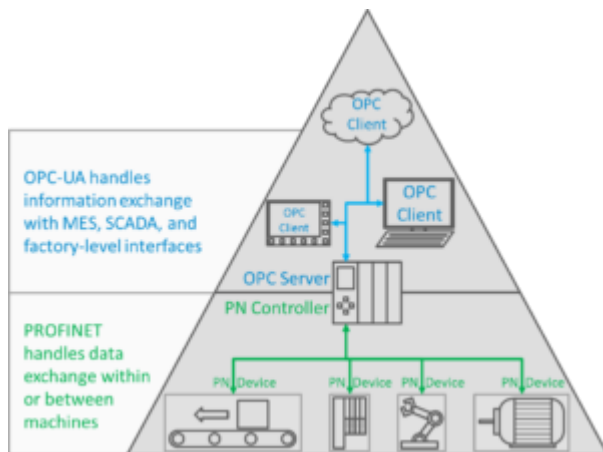 OPC
Client
OPC-UA handles
information exchange
with MES, SCADA, and
factory-level interfaces
OPC
Client
OPC
Client
OPC Server
PN Controller
PROFINET
handles data
exchange within
or between
machines
PN Device
PN Device
PN Device
PN Device